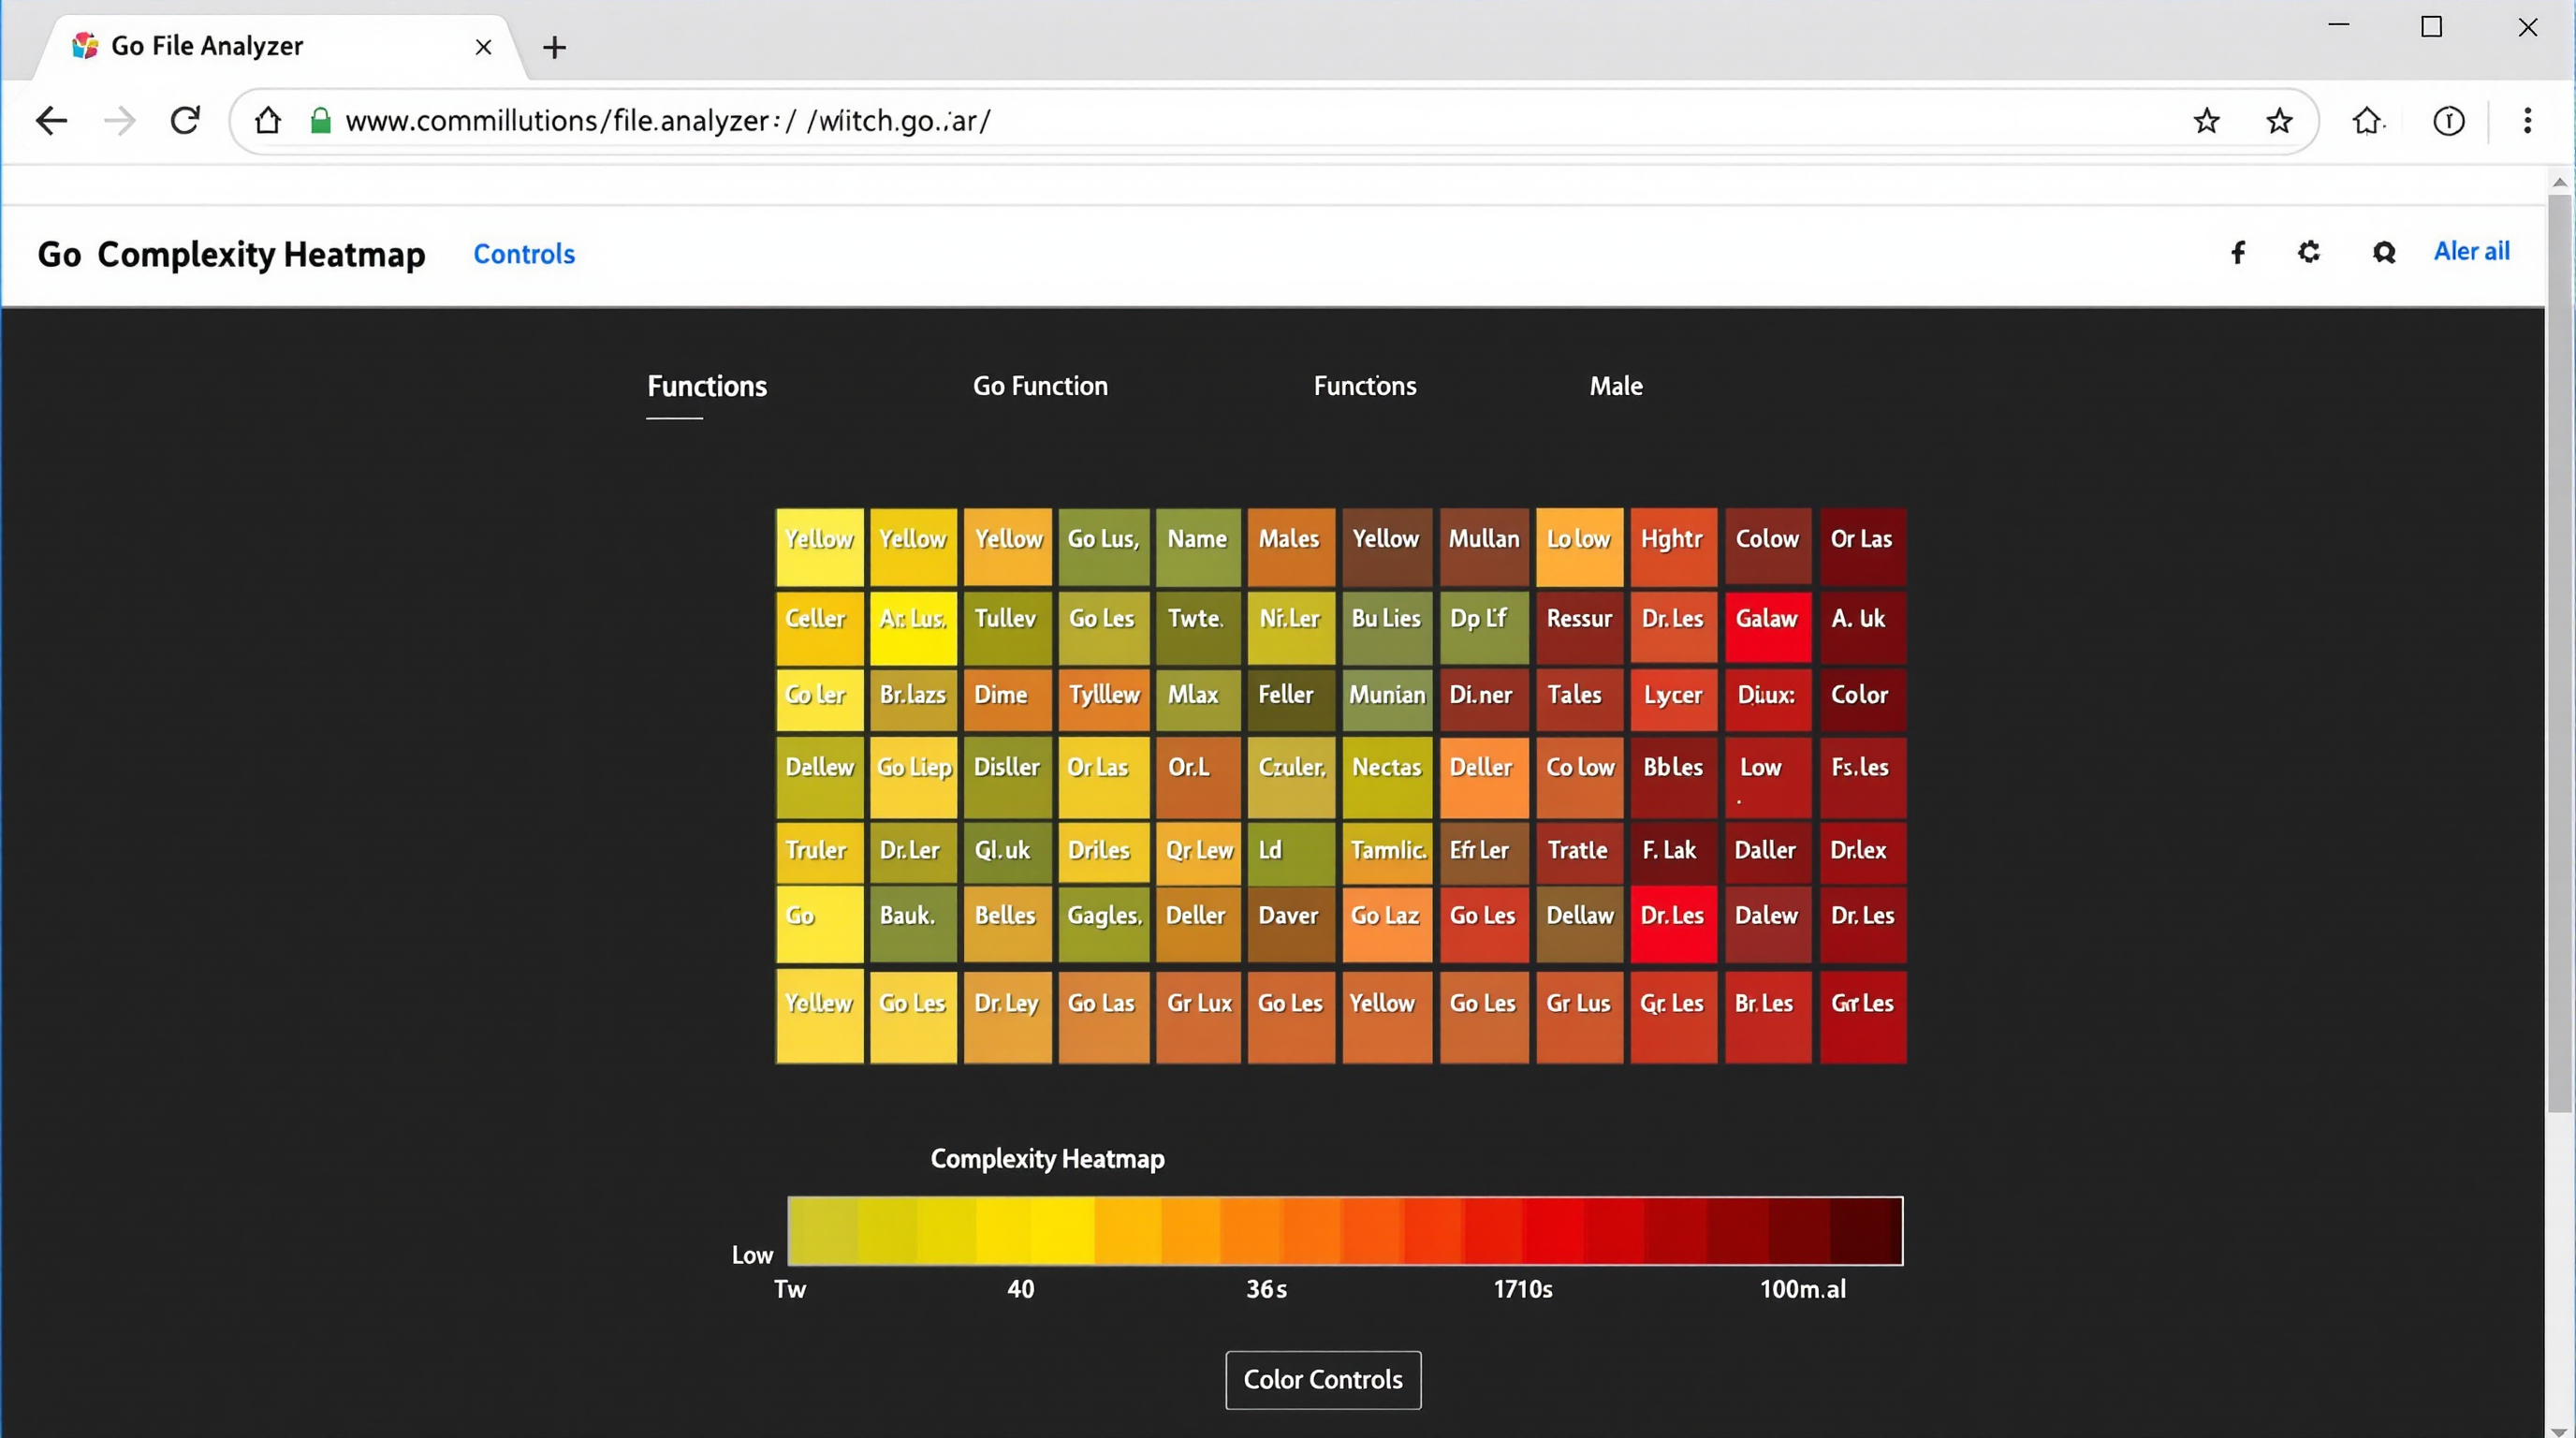 Go File Analyzer
www.commillutions/file.analyzer:/ /wiitch.go.:ar/
Go Complexity Heatmap Controls Aler ail
Functions Go Function Functons Male
Yellow Yellow Yellow Go Lus, Name Males Yellow Mullan Lo low Hghtr Colow Or Las
Celler Ar: Lus, Tullev Go Les Twte. Ni.Ler Bu Lies Dp Lf Ressur Dr. Les Galaw A. uk
Co ler Br.lazs Dime Tylllew Mlax Feller Munian Di.ner Tales Lycer Diux: Color
Dallew Go Liep Disller Or Las Or.L Czuler, Nectas Deller Co low Bbles Low Fs.les
Truler Dr. Ler Gl. uk Driles Qr Lew Ld Tamlic. Efr Ler Tratle F. Lak Daller Dr.lex
Go Bauk. Belles Gagles, Deller Daver Go Laz Go Les Dellaw Dr. Les Dalew Dr. Les
Yellew Go Les Dr. Ley Go Las Gr Lux Go Les Yellow Go Les Gr Lus Gr. Les Br. Les Grr Les
Complexity Heatmap
Low
Tw 40 36s 1710s 100m.al
Color Controls